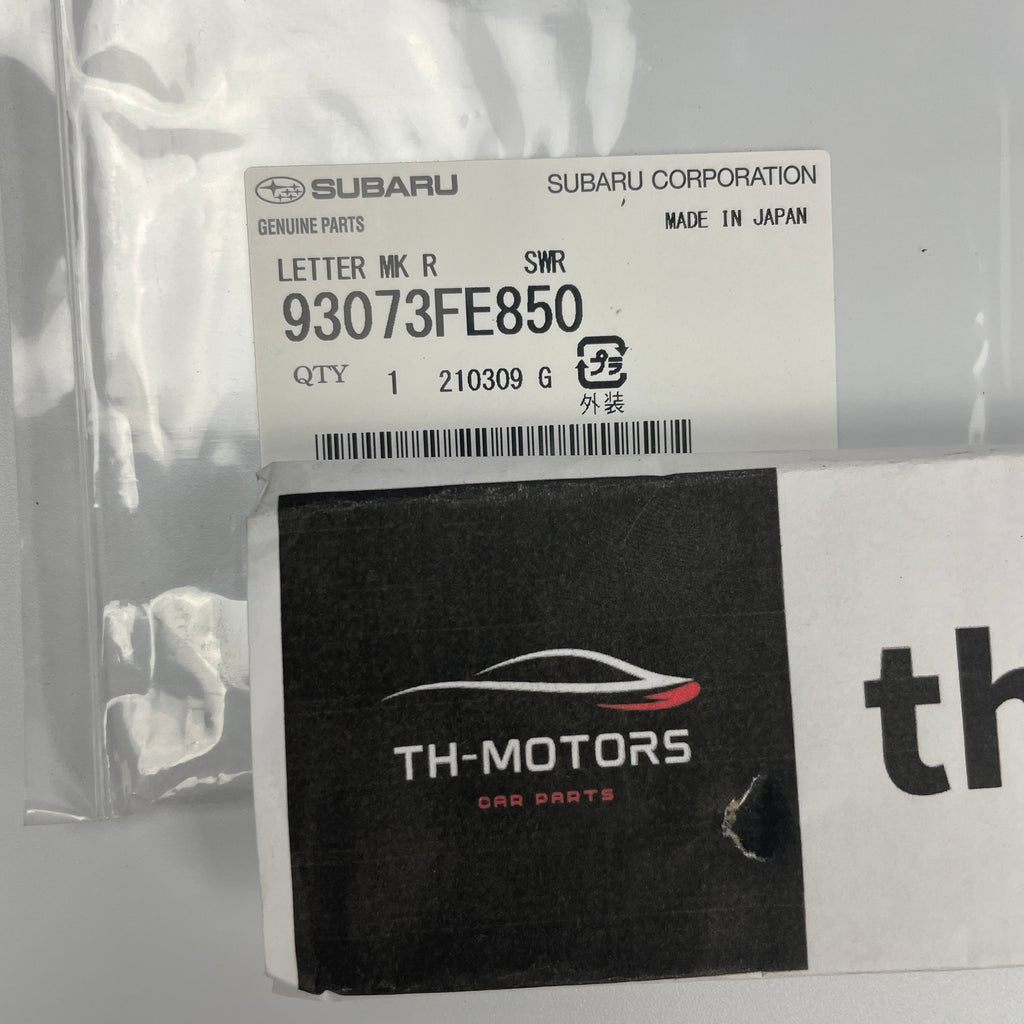 SUBARU
SUBARU CORPORATION
GENUINE PARTS
MADE IN JAPAN
LETTER MK R SWR
93073FE850
QTY 1 210309 G
プラ
外装
TH-MOTORS
CAR PARTS
th